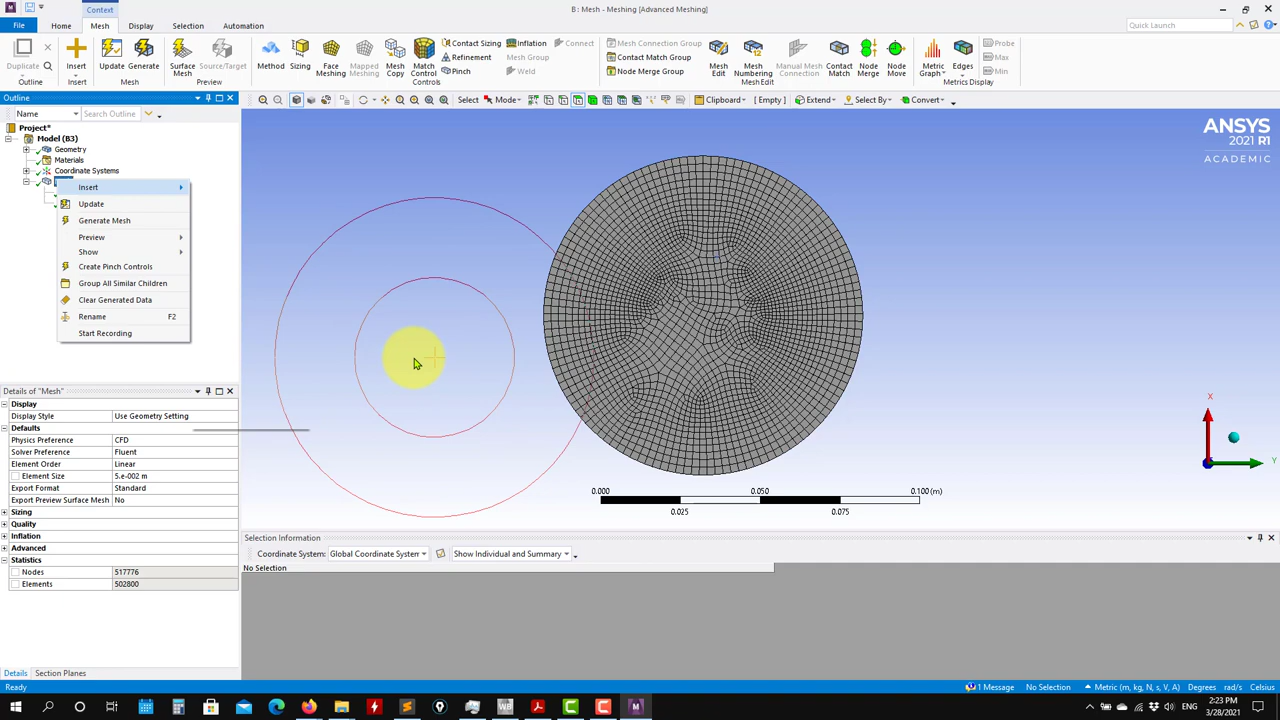 Context
B : Mesh - Meshing [Advanced Meshing]
File
Home
Mesh
Display
Selection
Automation
Quick Launch
Duplicate
Outline
Insert
Insert
Update
Generate
Mesh
Surface Mesh
Source/Target
Preview
Method
Sizing
Face Meshing
Mapped Meshing
Mesh Copy
Match Control
Contact Sizing
Refinement
Pinch
Inflation
Mesh Group
Connect
Weld
Controls
Mesh Connection Group
Contact Match Group
Node Merge Group
Mesh Edit
Mesh Numbering
Manual Mesh Connection
Contact Match
Node Merge
Node Move
Mesh Edit
Metric Graph
Edges
Probe
Max
Min
Metrics Display
Outline
Select
Mode
Clipboard
[ Empty ]
Extend
Select By
Convert
Name
Search Outline
Project*
Model (B3)
Geometry
Materials
Coordinate Systems
Insert
Update
Generate Mesh
Preview
Show
Create Pinch Controls
Group All Similar Children
Clear Generated Data
Rename F2
Start Recording
ANSYS
2021 R1
ACADEMIC
Details of "Mesh"
Display
Display Style Use Geometry Setting
Defaults
Physics Preference CFD
Solver Preference Fluent
Element Order Linear
Element Size 5.e-002 m
Export Format Standard
Export Preview Surface Mesh No
Sizing
Quality
Inflation
Advanced
Statistics
Nodes 517776
Elements 502800
X
Y
0.000 0.050 0.100(m)
0.025 0.075
Selection Information
Coordinate System: Global Coordinate System
Show Individual and Summary
No Selection
Details
Section Planes
Ready
1 Message
No Selection
Metric (m, kg, N, s, V, A)
Degrees
rad/s
Celsius
2:23 PM
3/28/2021